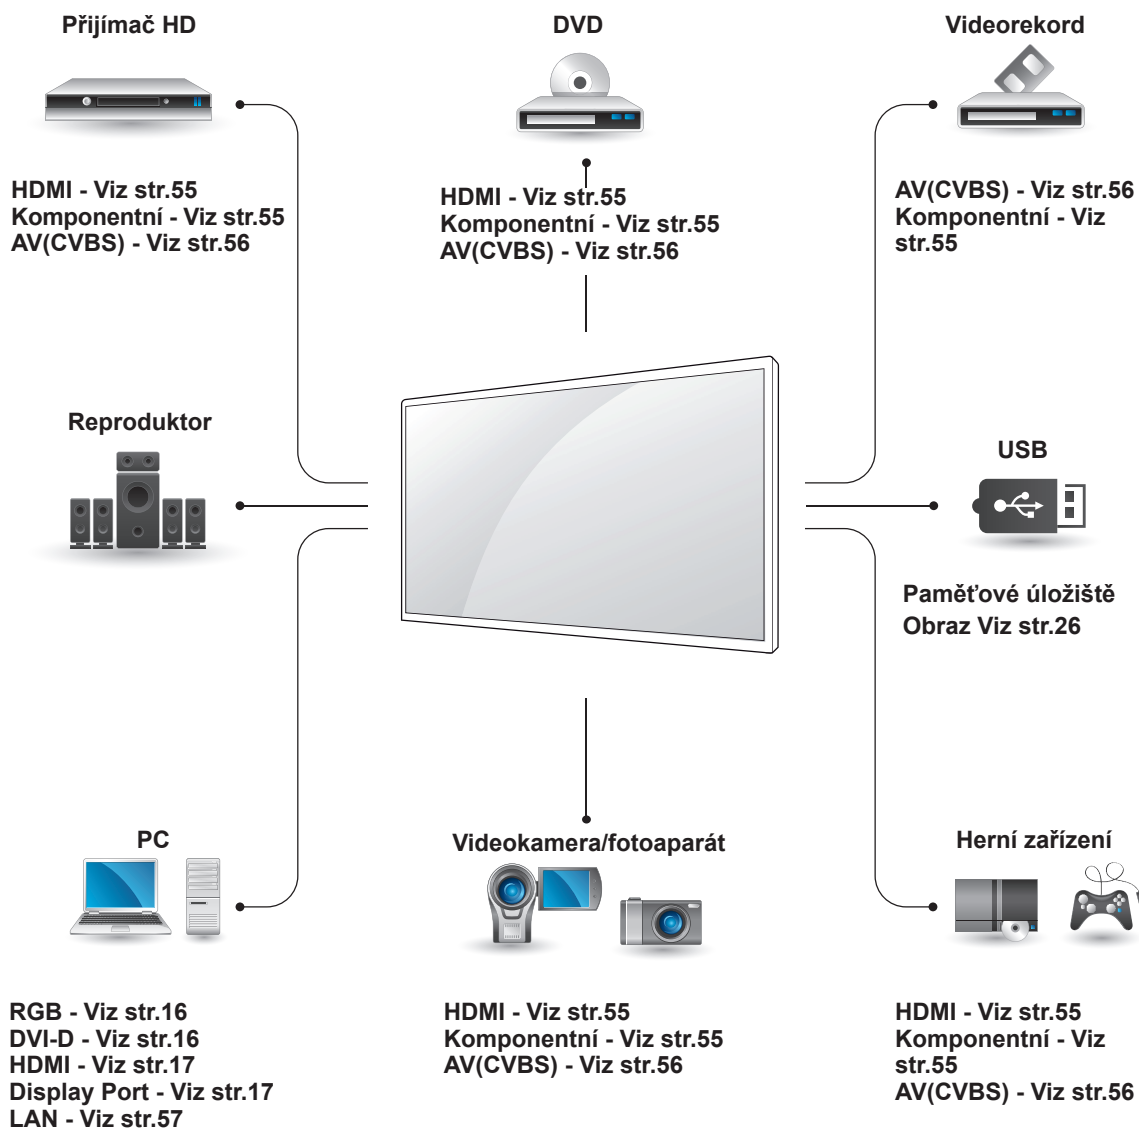 Přijímač HD
HDMI - Viz str.55
Komponentní - Viz str.55
AV(CVBS) - Viz str.56
DVD
HDMI - Viz str.55
Komponentní - Viz str.55
AV(CVBS) - Viz str.56
Videorekord
AV(CVBS) - Viz str.56
Komponentní - Viz
str.55
Reproduktor
USB
Paměťové úložiště
Obraz Viz str.26
PC
RGB - Viz str.16
DVI-D - Viz str.16
HDMI - Viz str.17
Display Port - Viz str.17
LAN - Viz str.57
Videokamera/fotoaparát
HDMI - Viz str.55
Komponentní - Viz str.55
AV(CVBS) - Viz str.56
Herní zařízení
HDMI - Viz str.55
Komponentní - Viz
str.55
AV(CVBS) - Viz str.56